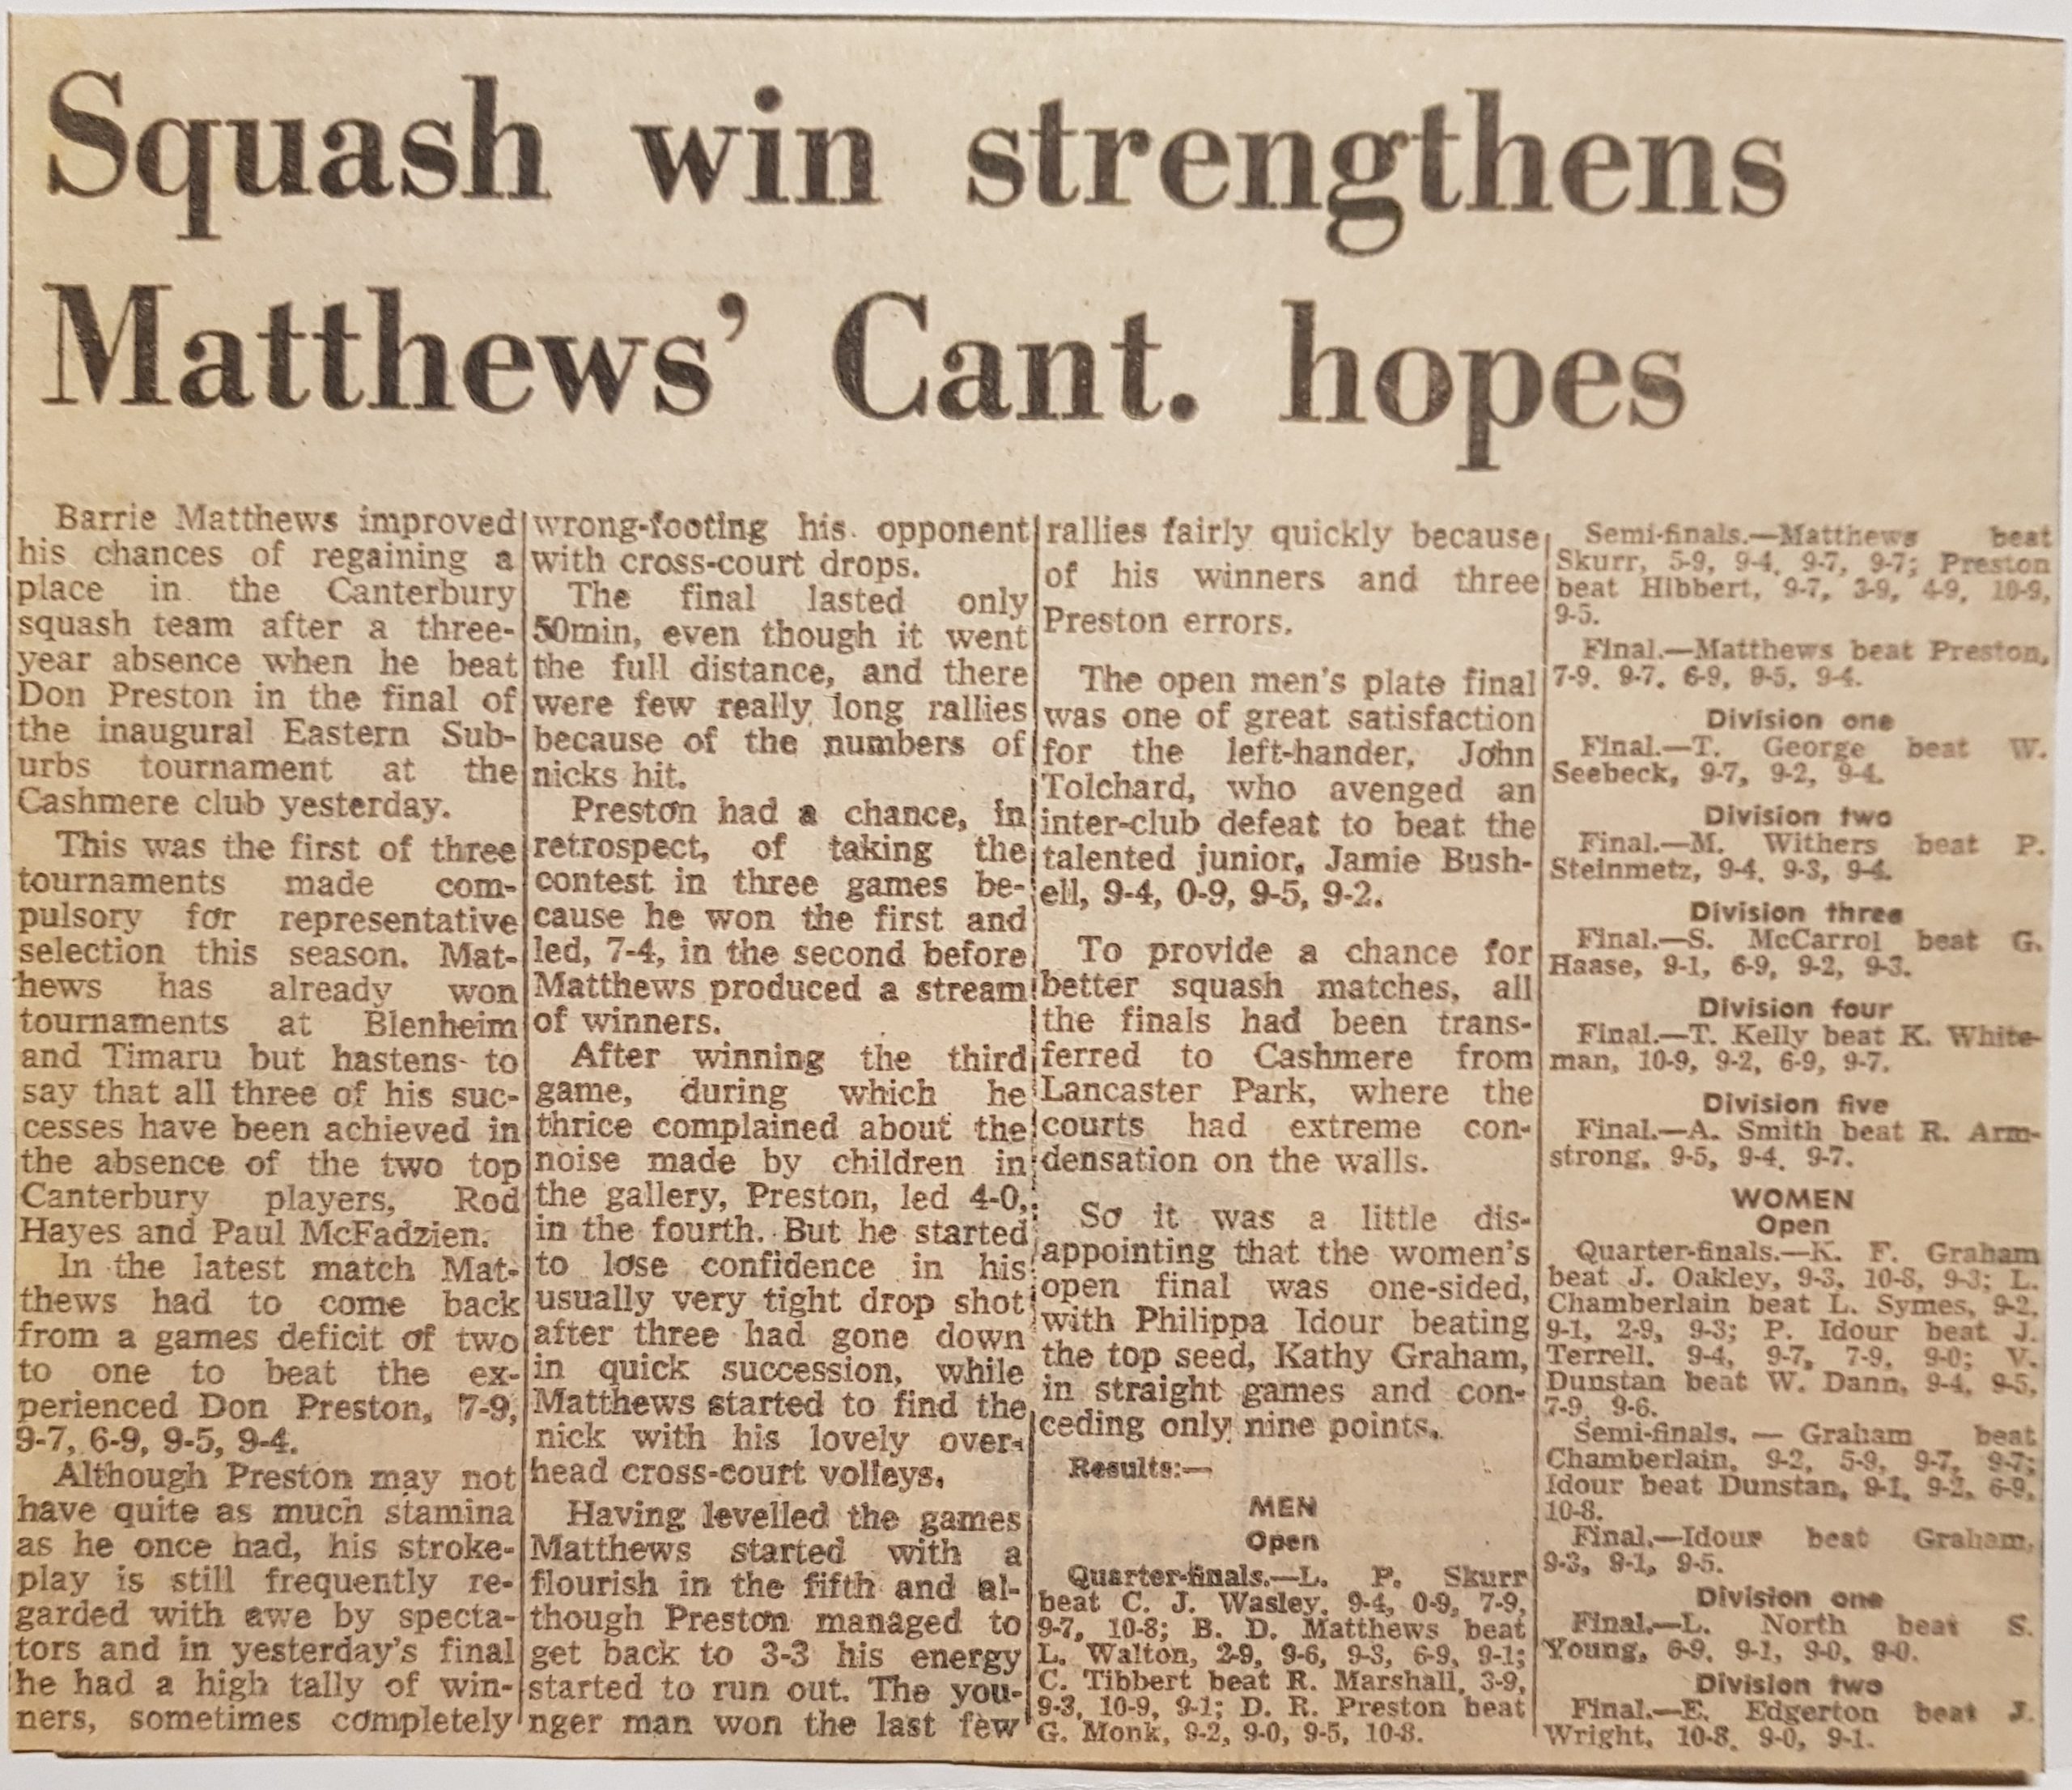 Squash win strengthens
Matthews' Cant. hopes
Barrie Matthews improved
his chances of regaining a
place in the Canterbury
squash team after a three-
year absence when he beat
Don Preston in the final of
the inaugural Eastern Sub-
urbs tournament at the
Cashmere club yesterday.
This was the first of three
tournaments made com-
pulsory for representative
selection this season. Mat-
hews has already won
tournaments at Blenheim
and Timaru but hastens to
say that all three of his suc-
cesses have been achieved in
the absence of the two top
Canterbury players, Rod
Hayes and Paul McFadzien.
In the latest match Mat-
thews had to come back
from a games deficit of two
to one to beat the ex-
perienced Don Preston, 7-9,
9-7, 6-9, 9-5, 9-4.
Although Preston may not
have quite as much stamina
as he once had, his stroke-
play is still frequently re-
garded with awe by specta-
tors and in yesterday's final
he had a high tally of win-
ners, sometimes completely
wrong-footing his opponent
with cross-court drops.
The final lasted only
50min, even though it went
the full distance, and there
were few really long rallies
because of the numbers of
nicks hit.
Preston had a chance, in
retrospect, of taking the
contest in three games be-
cause he won the first and
led, 7-4, in the second before
Matthews produced a stream
of winners.
After winning the third
game, during which he
thrice complained about the
noise made by children in
the gallery, Preston, led 4-0,
in the fourth. But he started
to lose confidence in his
usually very tight drop shot
after three had gone down
in quick succession, while
Matthews started to find the
nick with his lovely over-
head cross-court volleys.
Having levelled the games
Matthews started with a
flourish in the fifth and al-
though Preston managed to
get back to 3-3 his energy
started to run out. The you-
nger man won the last few
rallies fairly quickly because
of his winners and three
Preston errors.
The open men's plate final
was one of great satisfaction
for the left-hander, John
Tolchard, who avenged an
inter-club defeat to beat the
talented junior, Jamie Bush-
ell, 9-4, 0-9, 9-5, 9-2.
To provide a chance for
better squash matches, all
the finals had been trans-
ferred to Cashmere from
Lancaster Park, where the
courts had extreme con-
densation on the walls.
So it was a little dis-
appointing that the women's
open final was one-sided,
with Philippa Idour beating
the top seed, Kathy Graham,
in straight games and con-
ceding only nine points.
Results:—
MEN
Open
Quarter-finals.—L. P. Skurr
beat C. J. Wasley, 9-4, 0-9, 7-9,
9-7, 10-8; B. D. Matthews beat
L. Walton, 2-9, 9-6, 9-3, 6-9, 9-1;
C. Tibbert beat R. Marshall, 3-9,
9-3, 10-9, 9-1; D. R. Preston beat
G. Monk, 9-2, 9-0, 9-5, 10-8.
Semi-finals.—Matthews beat
Skurr, 5-9, 9-4, 9-7, 9-7; Preston
beat Hibbert, 9-7, 3-9, 4-9, 10-9,
9-5.
Final.—Matthews beat Preston,
7-9, 9-7, 6-9, 9-5, 9-4.
Division one
Final.—T. George beat W.
Seebeck, 9-7, 9-2, 9-4.
Division two
Final.—M. Withers beat P.
Steinmetz, 9-4, 9-3, 9-4.
Division three
Final.—S. McCarrol beat G.
Haase, 9-1, 6-9, 9-2, 9-3.
Division four
Final.—T. Kelly beat K. White-
man, 10-9, 9-2, 6-9, 9-7.
Division five
Final.—A. Smith beat R. Arm-
strong, 9-5, 9-4, 9-7.
WOMEN
Open
Quarter-finals.—K. F. Graham
beat J. Oakley, 9-3, 10-8, 9-3; L.
Chamberlain beat L. Symes, 9-2,
9-1, 2-9, 9-3; P. Idour beat J.
Terrell, 9-4, 9-7, 7-9, 9-0; V.
Dunstan beat W. Dann, 9-4, 9-5,
7-9, 9-6.
Semi-finals. — Graham beat
Chamberlain, 9-2, 5-9, 9-7, 9-7;
Idour beat Dunstan, 9-1, 9-2, 6-9,
10-8.
Final.—Idour beat Graham,
9-3, 9-1, 9-5.
Division one
Final.—L. North beat S.
Young, 6-9, 9-1, 9-0, 9-0.
Division two
Final.—E. Edgerton beat J.
Wright, 10-8, 9-0, 9-1.